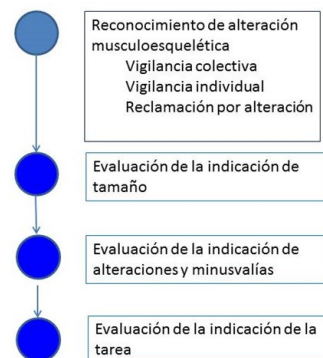 Reconocimiento de alteración
musculoesquelética
Vigilancia colectiva
Vigilancia individual
Reclamación por alteración
Evaluación de la indicación de
tamaño
Evaluación de la indicación de
alteraciones y minusvalías
Evaluación de la indicación de la
tarea